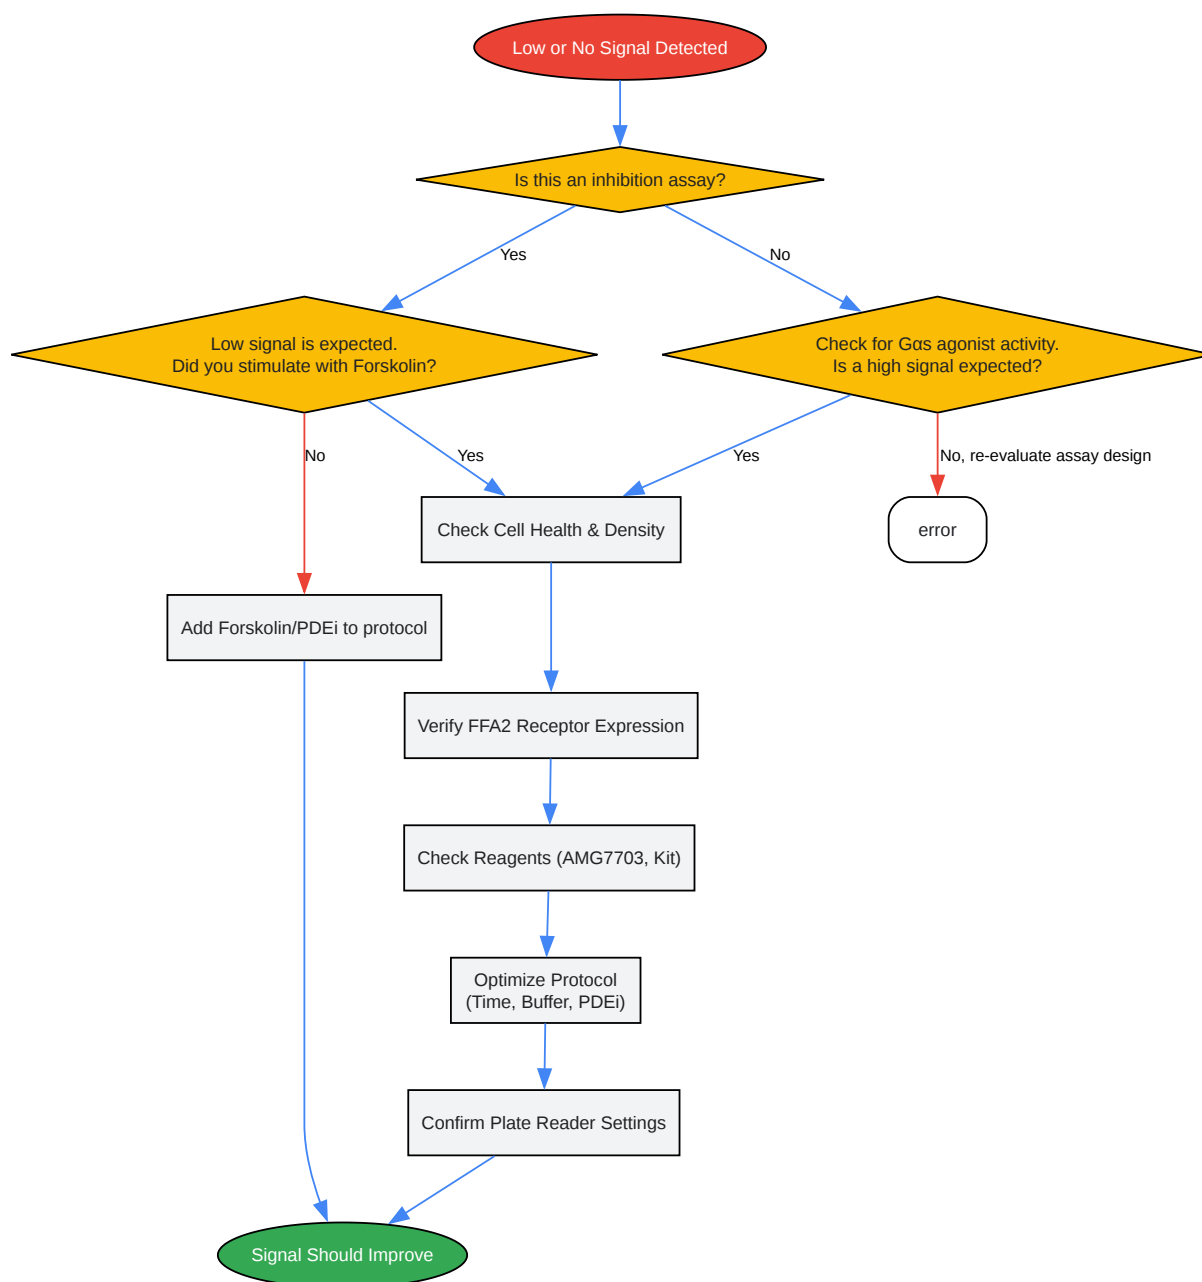 Low or No Signal Detected
Is this an inhibition assay?
Yes
No
Low signal is expected.
Did you stimulate with Forskolin?
Check for Gαs agonist activity.
Is a high signal expected?
No
Yes
Yes
No, re-evaluate assay design
Check Cell Health & Density
error
Add Forskolin/PDEi to protocol
Verify FFA2 Receptor Expression
Check Reagents (AMG7703, Kit)
Optimize Protocol
(Time, Buffer, PDEi)
Confirm Plate Reader Settings
Signal Should Improve